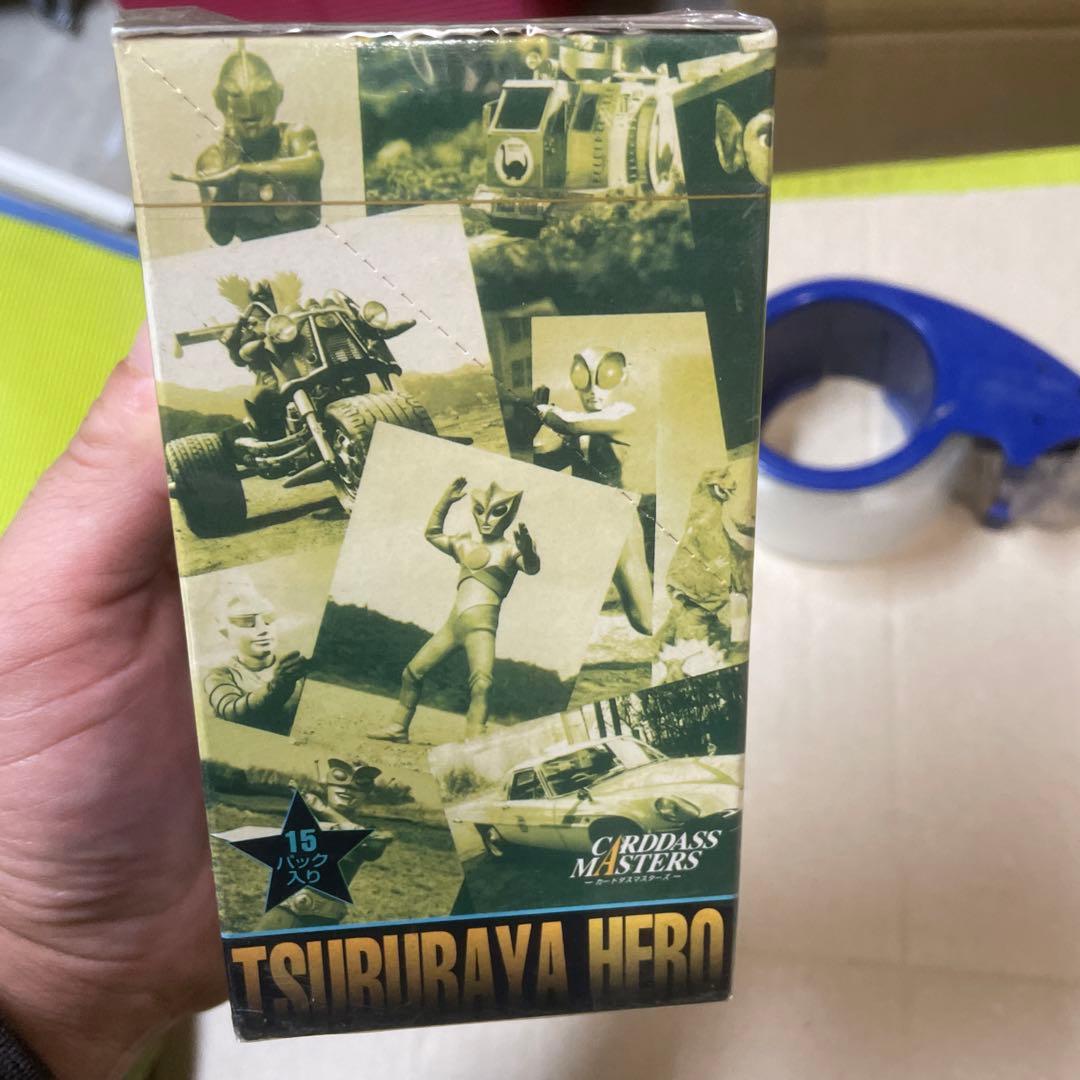 15
パック
入り
CARDDASS
MASTERS
ーカードダスマスターズー
TSUBURAYA HERO